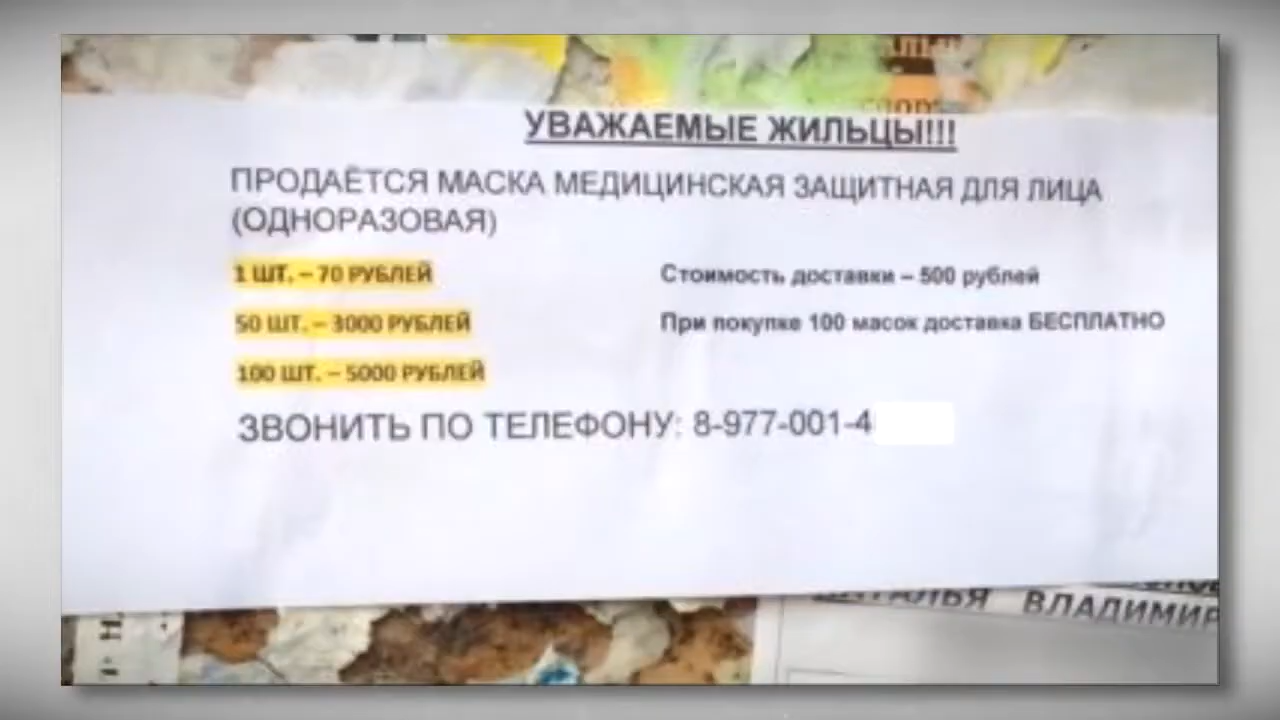 УВАЖАЕМЫЕ ЖИЛЬЦЫ!!!
ПРОДАЁТСЯ МАСКА МЕДИЦИНСКАЯ ЗАЩИТНАЯ ДЛЯ ЛИЦА
(ОДНОРАЗОВАЯ)
1 ШТ. – 70 РУБЛЕЙ
Стоимость доставки – 500 рублей
50 ШТ. – 3000 РУБЛЕЙ
При покупке 100 масок доставка БЕСПЛАТНО
100 ШТ. – 5000 РУБЛЕЙ
ЗВОНИТЬ ПО ТЕЛЕФОНУ: 8-977-001-4
ВЛАДИМИР